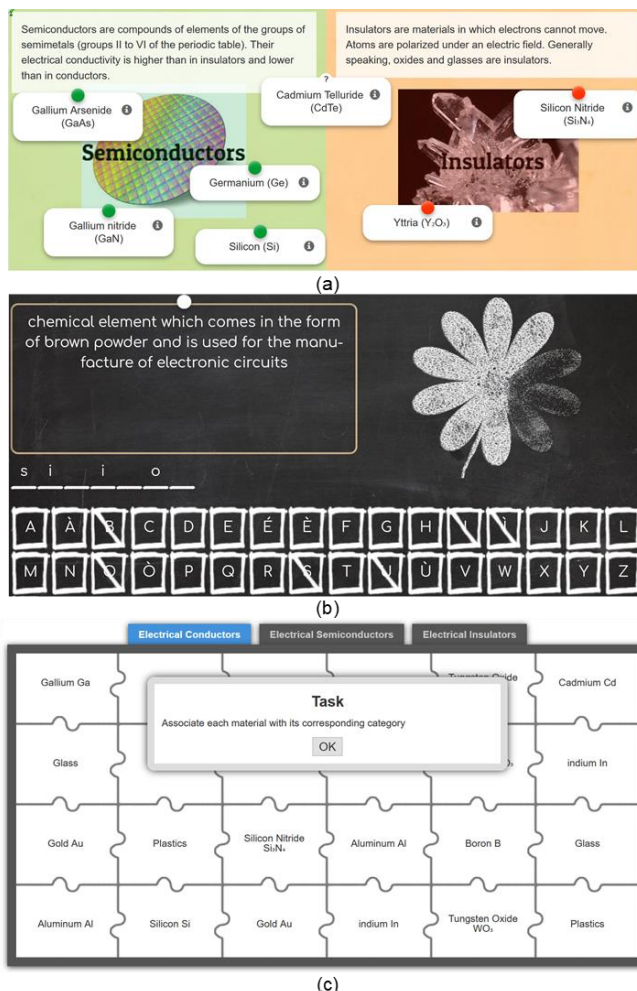 Semiconductors are compounds of elements of the groups of
semimetals (groups II to VI of the periodic table). Their
electrical conductivity is higher than in insulators and lower
than in conductors.
Insulators are materials in which electrons cannot move.
Atoms are polarized under an electric field. Generally
speaking, oxides and glasses are insulators.
?
Gallium Arsenide
(GaAs)
Cadmium Telluride
(CdTe)
Silicon Nitride
(Si₃N₄)
Semiconductors
Insulators
Germanium (Ge)
Gallium nitride
(GaN)
Silicon (Si)
Yttria (Y₂O₃)
(a)
chemical element which comes in the form
of brown powder and is used for the manu-
facture of electronic circuits
s i _ i _ o _
A À B C D E É È F G H I Ì J K L
M N O Ò P Q R S T U Ù V W X Y Z
(b)
Electrical Conductors Electrical Semiconductors Electrical Insulators
Gallium Ga
Tungsten Oxide
Cadmium Cd
Task
Associate each material with its corresponding category
OK
Glass
indium In
Gold Au
Plastics
Silicon Nitride
Si₃N₄
Aluminum Al
Boron B
Glass
Aluminum Al
Silicon Si
Gold Au
indium In
Tungsten Oxide
WO₃
Plastics
(c)